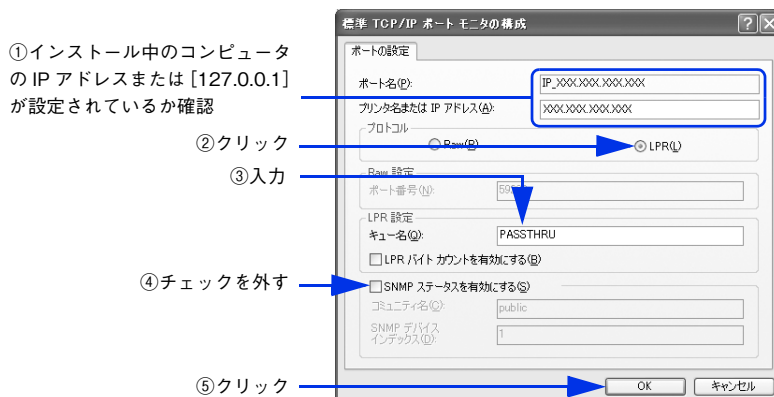 標準 TCP/IP ポート モニタの構成
ポートの設定
①インストール中のコンピュータ
の IP アドレスまたは [127.0.0.1]
が設定されているか確認
ポート名(P):
IP_XXX.XXX.XXX.XXX
プリンタ名または IP アドレス(A):
XXX.XXX.XXX.XXX
プロトコル
②クリック
Raw(R)
LPR(L)
Raw 設定
③入力
ポート番号(N):
LPR 設定
キュー名(Q):
PASSTHRU
LPR バイト カウントを有効にする(B)
④チェックを外す
SNMP ステータスを有効にする(S)
コミュニティ名(C):
public
SNMP デバイス
インデックス(D):
1
⑤クリック
OK
キャンセル